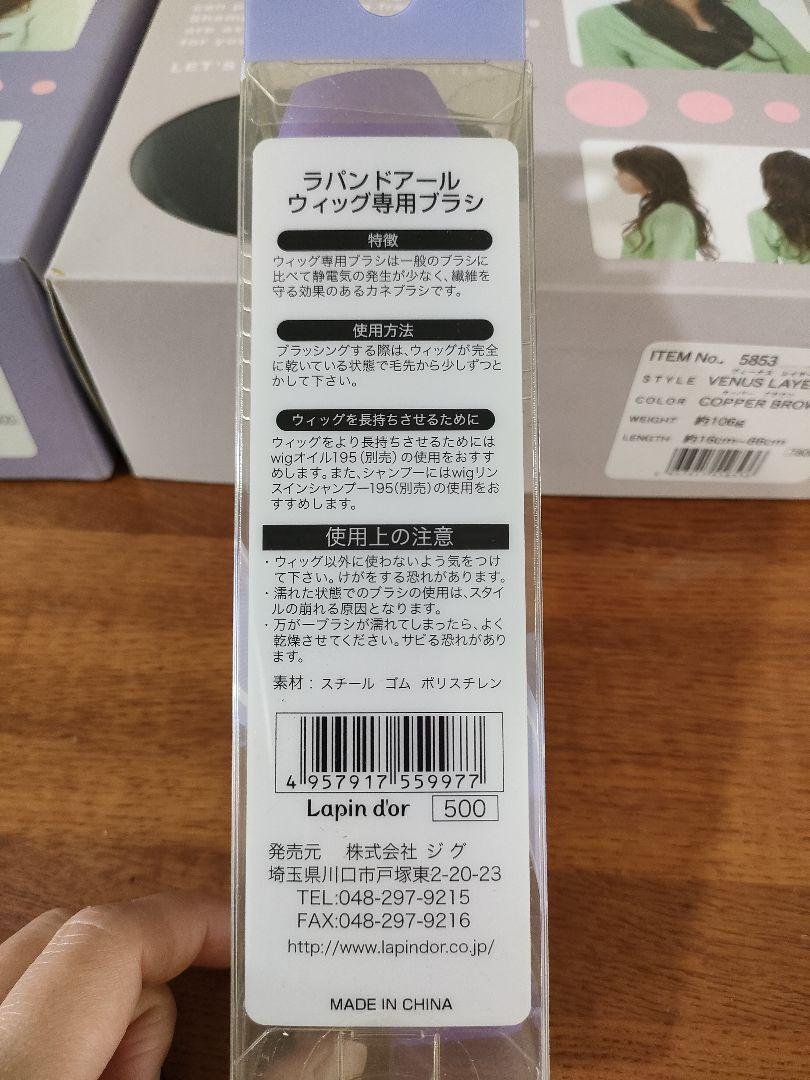 ラパンドアール
ウィッグ専用ブラシ
特徴
ウィッグ専用ブラシは一般のブラシに
比べて静電気の発生が少なく、繊維を
守る効果のあるカネブラシです。
使用方法
ブラッシングする際は、ウィッグが完全
に乾いている状態で毛先から少しずつと
かして下さい。
ウィッグを長持ちさせるために
ウィッグをより長持ちさせるためには
wigオイル195(別売)の使用をおすす
めします。また、シャンプーにはwigリン
スインシャンプー195(別売)の使用をお
すすめします。
使用上の注意
・ウィッグ以外に使わないよう気をつけ
て下さい。けがをする恐れがあります。
・濡れた状態でのブラシの使用は、スタイ
ルの崩れる原因となります。
・万が一ブラシが濡れてしまったら、よく
乾燥させてください。サビる恐れがあり
ます。
素材：スチール ゴム ポリスチレン
4 957917 559977
Lapin d'or 500
発売元 株式会社 ジグ
埼玉県川口市戸塚東2-20-23
TEL:048-297-9215
FAX:048-297-9216
http://www.lapindor.co.jp/
MADE IN CHINA
LET'S
ITEM No. 5853
STYLE VENUS LAYE
COLOR COPPER BROW
WEIGHT 約106g
LENGTH 約16cm~66cm